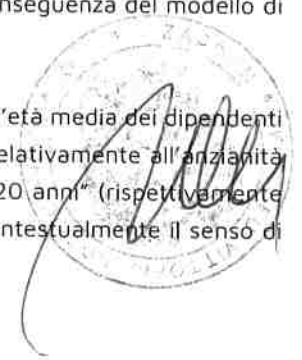 nseguenza del modello di
'età media dei dipendenti
elativamente all'anzianità
20 anni" (rispettivamente
ntestualmente il senso di